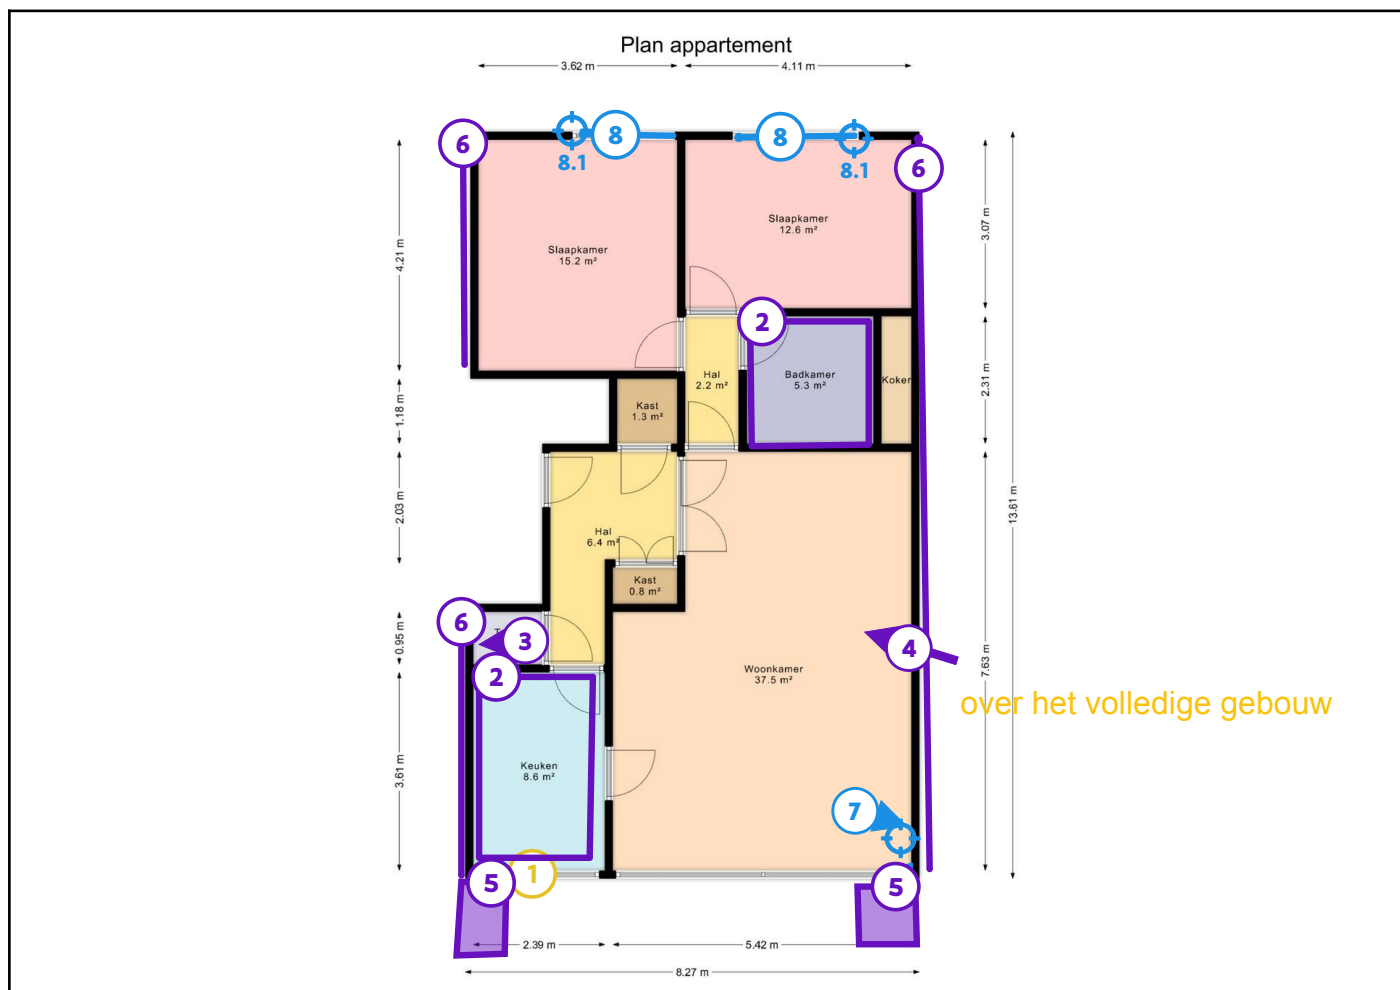 Plan appartement
3.62 m
4.11 m
6
8
8
8.1
8.1
6
Slaapkamer
12.6 m²
Slaapkamer
15.2 m²
4.21 m
3.07 m
2
Hal
2.2 m²
Badkamer
5.3 m²
Koker
2.31 m
1.18 m
Kast
1.3 m²
2.03 m
13.61 m
Hal
6.4 m²
Kast
0.8 m²
6
3
0.95 m
4
7.63 m
2
Woonkamer
37.5 m²
over het volledige gebouw
Keuken
8.6 m²
3.61 m
7
5
1
5
2.39 m
5.42 m
8.27 m